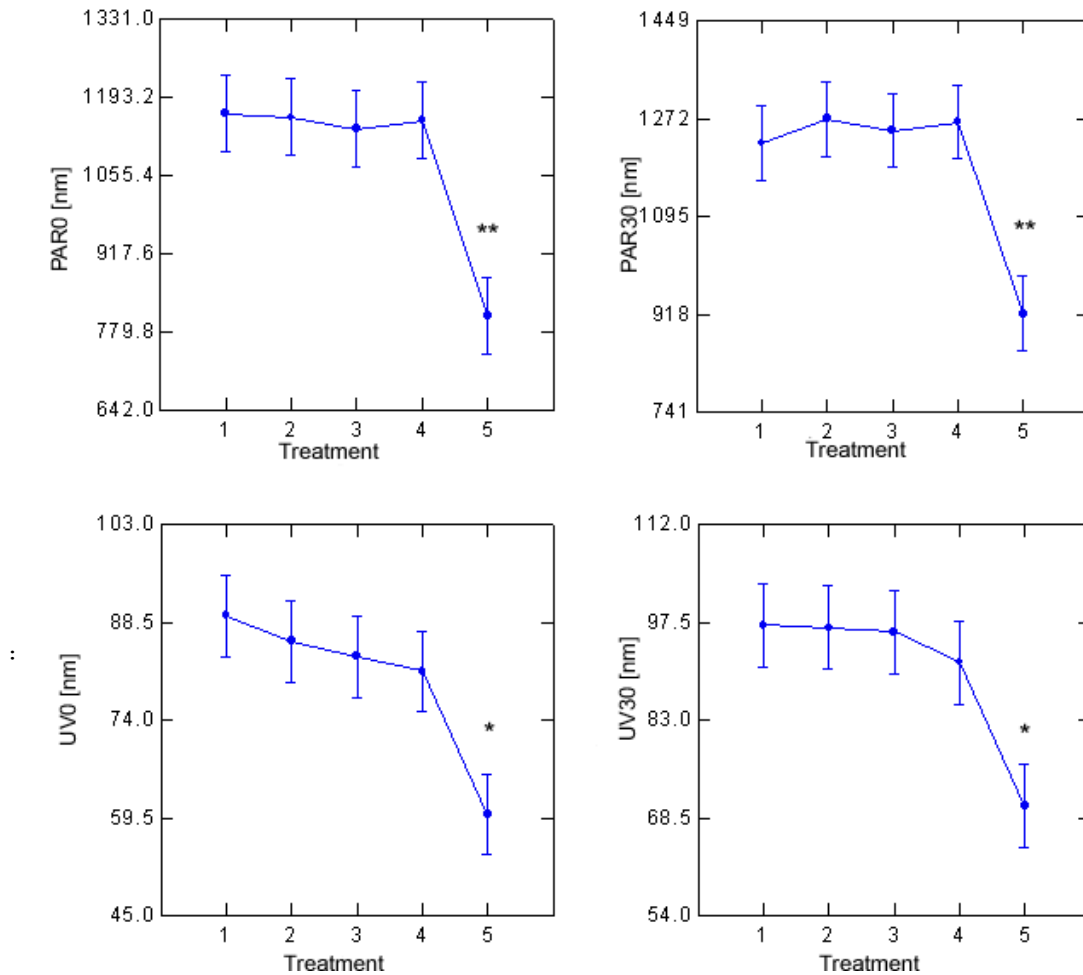 1331.0
1193.2
1055.4
917.6
779.8
642.0
PAR0 [nm]
**
1 2 3 4 5
Treatment
1449
1272
1095
918
741
PAR30 [nm]
**
1 2 3 4 5
Treatment
103.0
88.5
74.0
59.5
45.0
UV0 [nm]
:
*
1 2 3 4 5
Treatment
112.0
97.5
83.0
68.5
54.0
UV30 [nm]
*
1 2 3 4 5
Treatment